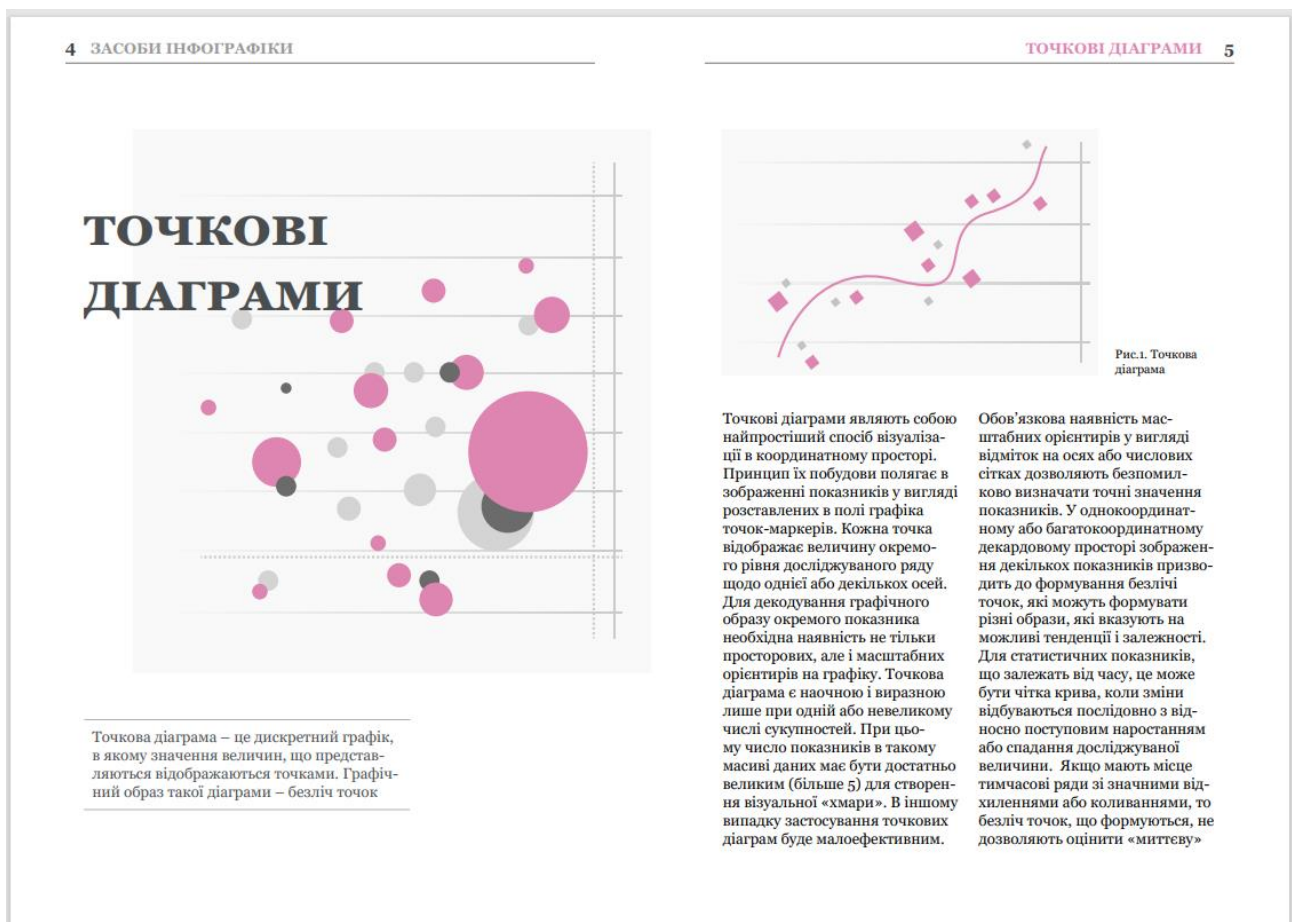 4 ЗАСОБИ ІНФОГРАФІКИ
ТОЧКОВІ
ДІАГРАМИ
Точкова діаграма – це дискретний графік,
в якому значення величин, що представ-
ляються відображаються точками. Графіч-
ний образ такої діаграми – безліч точок
ТОЧКОВІ ДІАГРАМИ 5
Рис.1. Точкова
діаграма
Точкові діаграми являють собою
найпростіший спосіб візуаліза-
ції в координатному просторі.
Принцип їх побудови полягає в
зображенні показників у вигляді
розставлених в полі графіка
точок-маркерів. Кожна точка
відображає величину окремо-
го рівня досліджуваного ряду
щодо однієї або декількох осей.
Для декодування графічного
образу окремого показника
необхідна наявність не тільки
просторових, але і масштабних
орієнтирів на графіку. Точкова
діаграма є наочною і виразною
лише при одній або невеликому
числі сукупностей. При цьо-
му число показників в такому
масиві даних має бути достатньо
великим (більше 5) для створен-
ня візуальної «хмари». В іншому
випадку застосування точкових
діаграм буде малоефективним.
Обов’язкова наявність мас-
штабних орієнтирів у вигляді
відміток на осях або числових
сітках дозволяють безпомил-
ково визначати точні значення
показників. У однокоординат-
ному або багатокоординатному
декардовому просторі зображен-
ня декількох показників призво-
дить до формування безлічі
точок, які можуть формувати
різні образи, які вказують на
можливі тенденції і залежності.
Для статистичних показників,
що залежать від часу, це може
бути чітка крива, коли зміни
відбуваються послідовно з від-
носно поступовим наростанням
або спадання досліджуваної
величини. Якщо мають місце
тимчасові ряди зі значними від-
хиленнями або коливаннями, то
безліч точок, що формуються, не
дозволяють оцінити «миттєву»